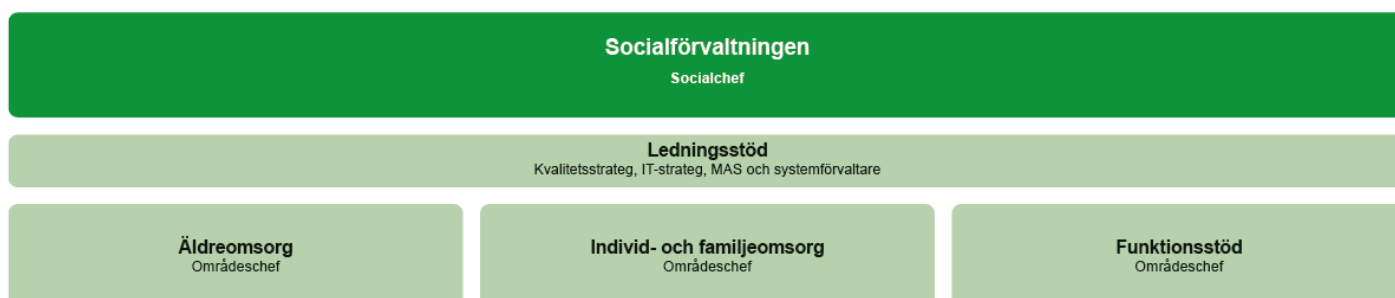 Socialförvaltningen
Socialchef
Ledningsstöd
Kvalitetsstrateg, IT-strateg, MAS och systemförvaltare
Äldreomsorg
Områdeschef
Individ- och familjeomsorg
Områdeschef
Funktionsstöd
Områdeschef